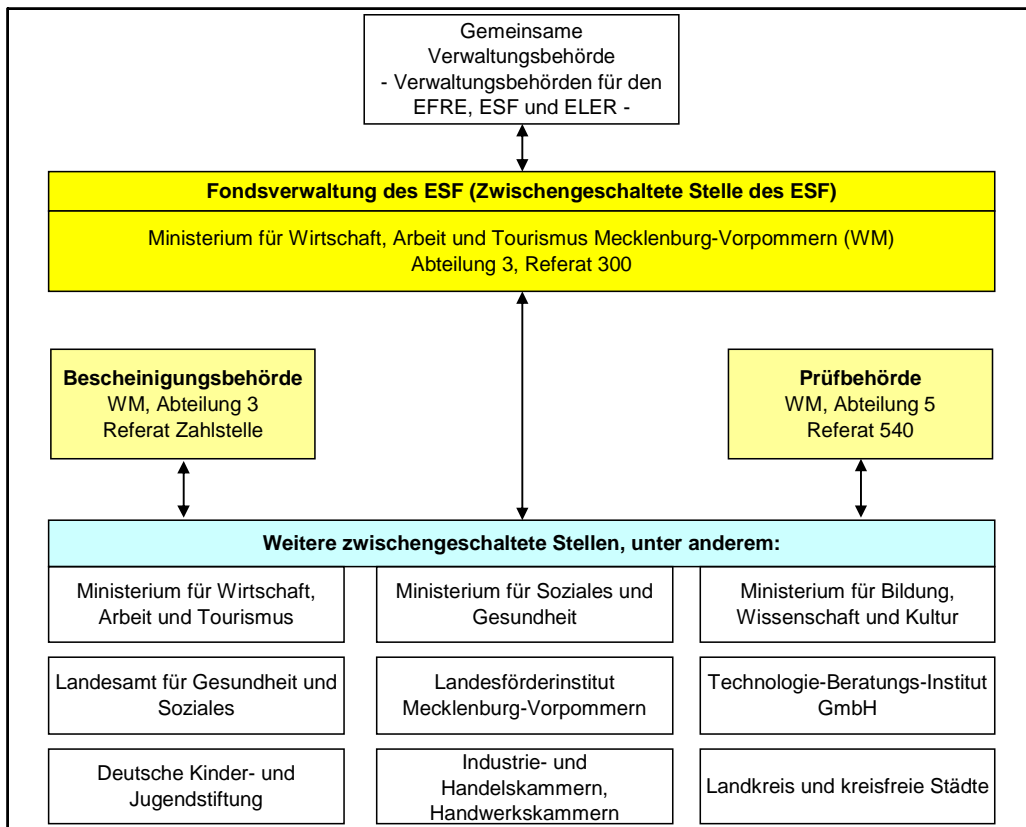 Gemeinsame
Verwaltungsbehörde
- Verwaltungsbehörden für den
EFRE, ESF und ELER -
Fondsverwaltung des ESF (Zwischengeschaltete Stelle des ESF)
Ministerium für Wirtschaft, Arbeit und Tourismus Mecklenburg-Vorpommern (WM)
Abteilung 3, Referat 300
Bescheinigungsbehörde
WM, Abteilung 3
Referat Zahlstelle
Prüfbehörde
WM, Abteilung 5
Referat 540
Weitere zwischengeschaltete Stellen, unter anderem:
Ministerium für Wirtschaft,
Arbeit und Tourismus
Ministerium für Soziales und
Gesundheit
Ministerium für Bildung,
Wissenschaft und Kultur
Landesamt für Gesundheit und
Soziales
Landesförderinstitut
Mecklenburg-Vorpommern
Technologie-Beratungs-Institut
GmbH
Deutsche Kinder- und
Jugendstiftung
Industrie- und
Handelskammern,
Handwerkskammern
Landkreis und kreisfreie Städte